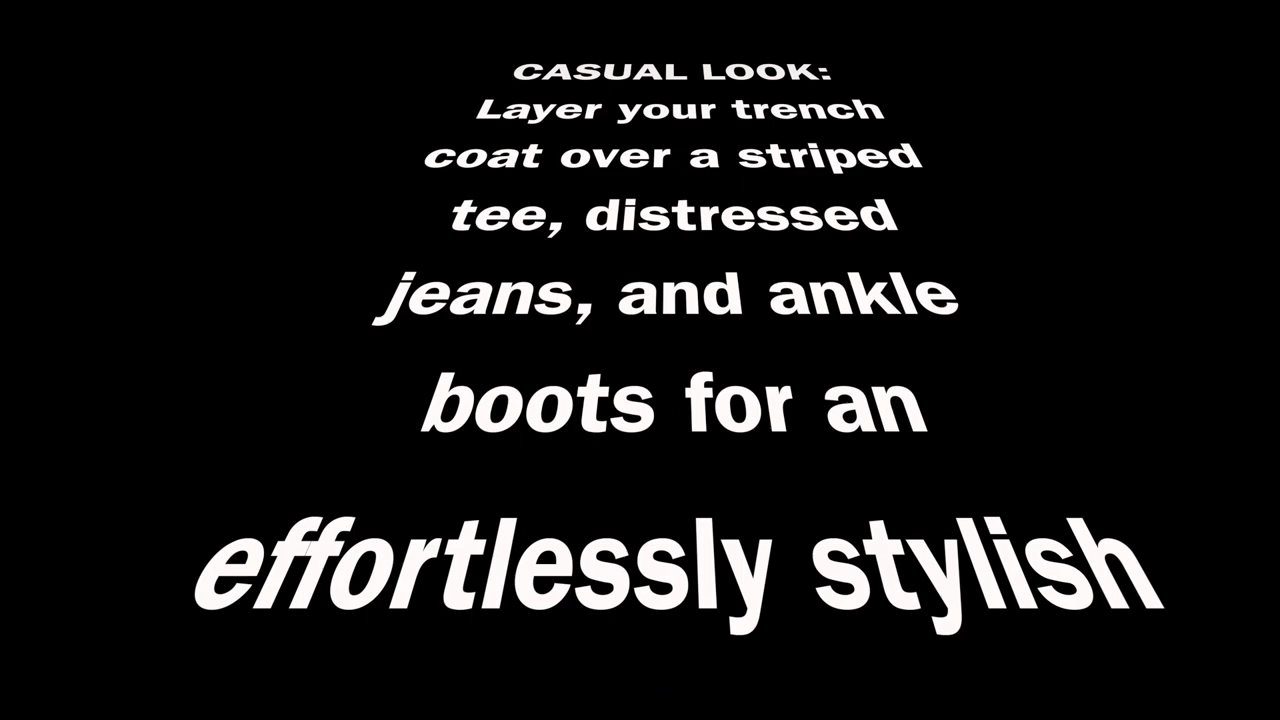 CASUAL LOOK:
Layer your trench
coat over a striped
tee, distressed
jeans, and ankle
boots for an
effortlessly stylish